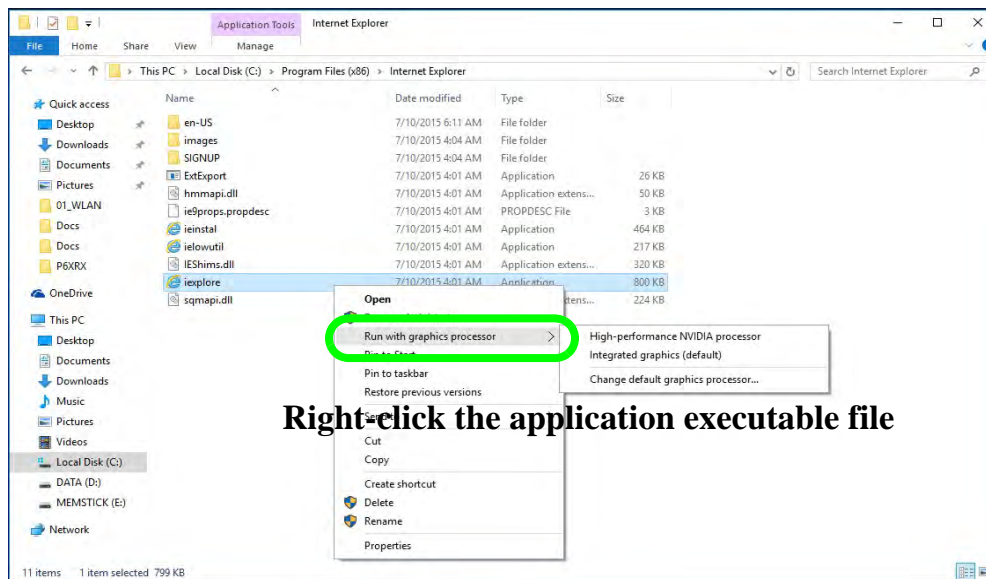 Application Tools Internet Explorer
File Home Share View Manage
This PC > Local Disk (C:) > Program Files (x86) > Internet Explorer Search Internet Explorer
Name Date modified Type Size
Quick access
Desktop
Downloads
Documents
Pictures
01_WLAN
Docs
Docs
P6XRX
OneDrive
This PC
Desktop
Documents
Downloads
Music
Pictures
Videos
Local Disk (C:)
DATA (D:)
MEMSTICK (E:)
Network
en-US 7/10/2015 6:11 AM File folder
images 7/10/2015 4:04 AM File folder
SIGNUP 7/10/2015 4:04 AM File folder
ExtExport 7/10/2015 4:01 AM Application 26 KB
hmmapi.dll 7/10/2015 4:01 AM Application extens... 50 KB
ie9props.propdesc 7/10/2015 4:01 AM PROPDESC File 3 KB
ieinstal 7/10/2015 4:01 AM Application 464 KB
ielowutil 7/10/2015 4:01 AM Application 217 KB
IEShims.dll 7/10/2015 4:01 AM Application extens... 320 KB
iexplore 7/10/2015 4:01 AM Application 800 KB
sqmapi.dll tens... 224 KB
Open
Run with graphics processor >
Pin to Start
Pin to taskbar
Restore previous versions
Cut
Copy
Create shortcut
Delete
Rename
Properties
High-performance NVIDIA processor
Integrated graphics (default)
Change default graphics processor...
Right-click the application executable file
11 items 1 item selected 799 KB